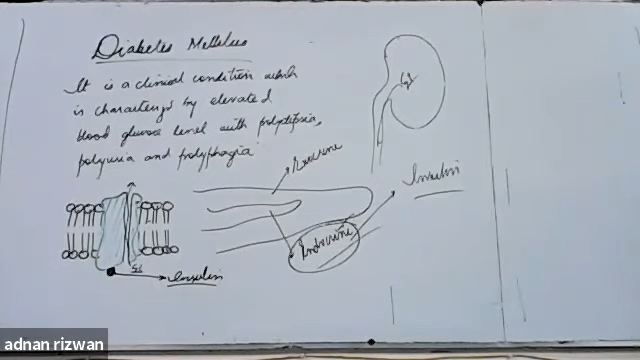 Diabetes Mellitus
It is a clinical condition which
is characterized by elevated
blood glucose level with polydipsia,
polyuria and polyphagia
Exocrine
Insulin
Endocrine
Insulin
adnan rizwan